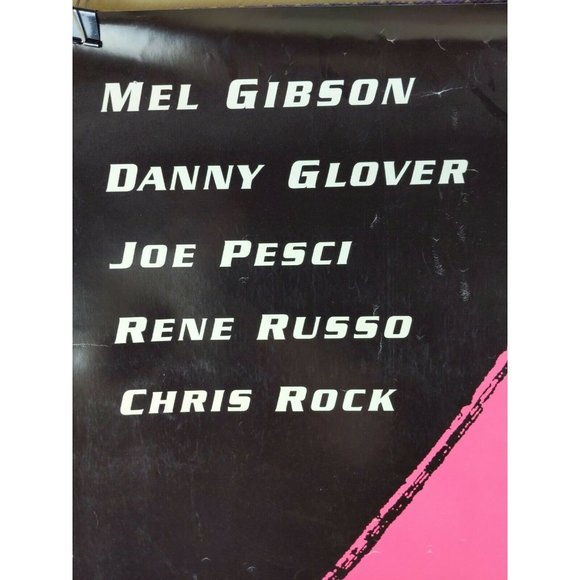 MEL GIBSON
DANNY GLOVER
JOE PESCI
RENE RUSSO
CHRIS ROCK